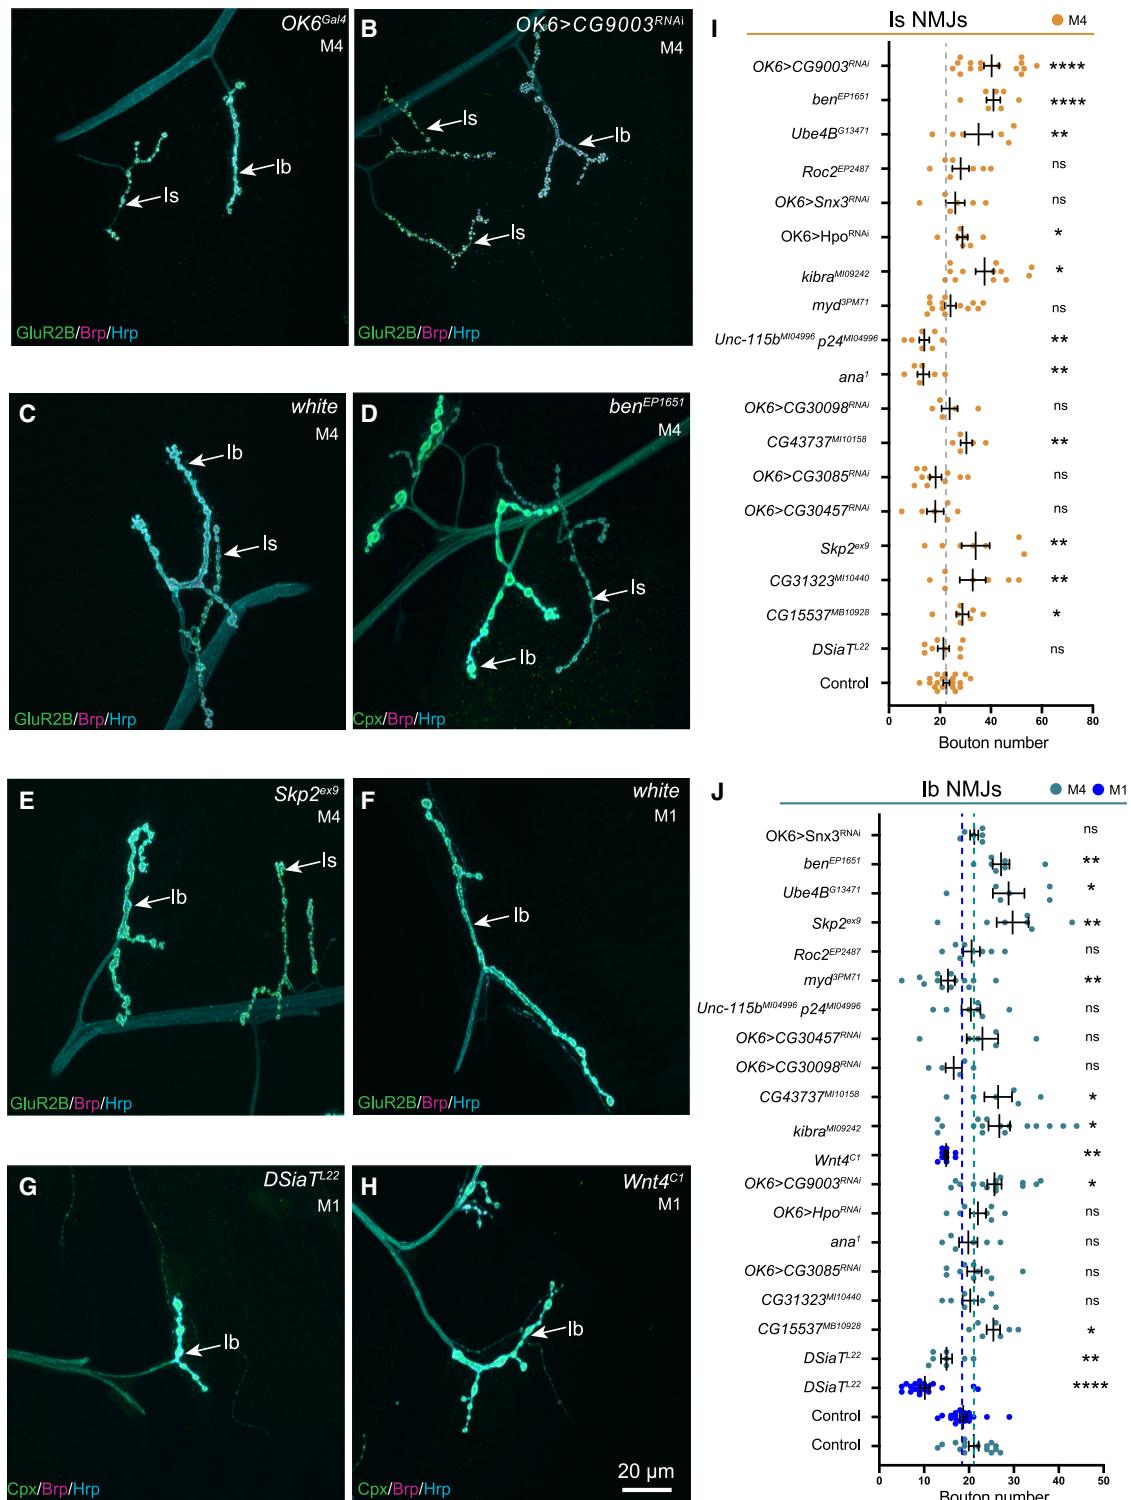 A
OK6Gal4
M4
Is
Ib
GluR2B/Brp/Hrp
B
OK6>CG9003RNAi
M4
Is
Ib
Is
GluR2B/Brp/Hrp
C
white
M4
Ib
Is
GluR2B/Brp/Hrp
D
benEP1651
M4
Is
Ib
Cpx/Brp/Hrp
E
Skp2ex9
M4
Is
Ib
GluR2B/Brp/Hrp
F
white
M1
Ib
GluR2B/Brp/Hrp
G
DSiaTL22
M1
Ib
Cpx/Brp/Hrp
H
Wnt4C1
M1
Ib
Cpx/Brp/Hrp
20 µm
I
Is NMJs
M4
OK6>CG9003RNAi ****
benEP1651 ****
Ube4BG13471 **
Roc2EP2487 ns
OK6>Snx3RNAi ns
OK6>HpoRNAi *
kibraMI09242 *
myd3PM71 ns
Unc-115bMI04996 p24MI04996 **
ana1 **
OK6>CG30098RNAi ns
CG43737MI10158 **
OK6>CG3085RNAi ns
OK6>CG30457RNAi ns
Skp2ex9 **
CG31323MI10440 **
CG15537MB10928 *
DSiaTL22 ns
Control
0 20 40 60 80
Bouton number
J
Ib NMJs
M4 M1
OK6>Snx3RNAi ns
benEP1651 **
Ube4BG13471 *
Skp2ex9 **
Roc2EP2487 ns
myd3PM71 **
Unc-115bMI04996 p24MI04996 ns
OK6>CG30457RNAi ns
OK6>CG30098RNAi ns
CG43737MI10158 *
kibraMI09242 *
Wnt4C1 **
OK6>CG9003RNAi *
OK6>HpoRNAi ns
ana1 ns
OK6>CG3085RNAi ns
CG31323MI10440 ns
CG15537MB10928 *
DSiaTL22 **
DSiaTL22 ****
Control
Control
0 10 20 30 40 50
Bouton number